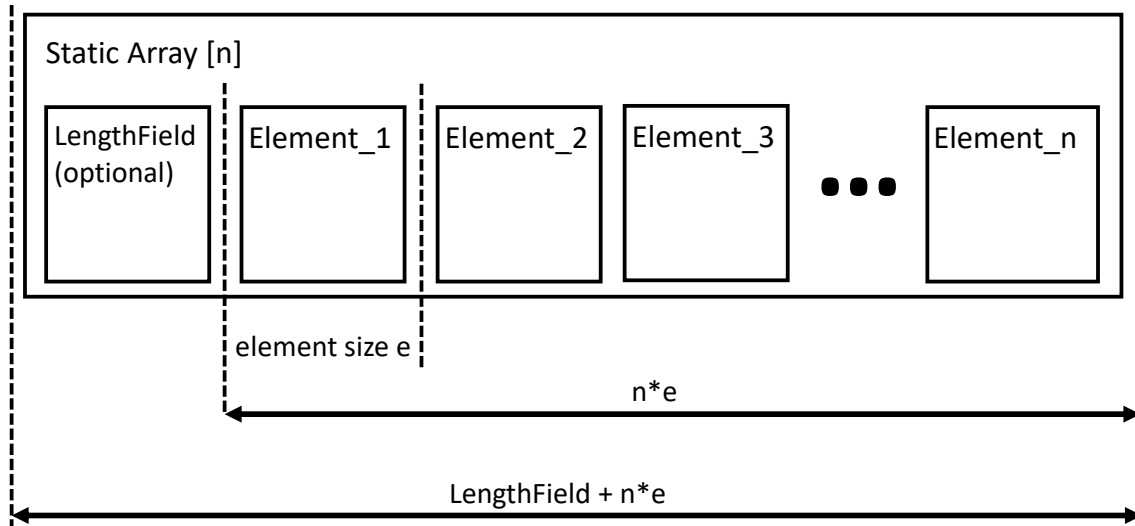 Static Array [n]
LengthField
(optional)
Element_1
Element_2
Element_3
Element_n
element size e
n*e
LengthField + n*e